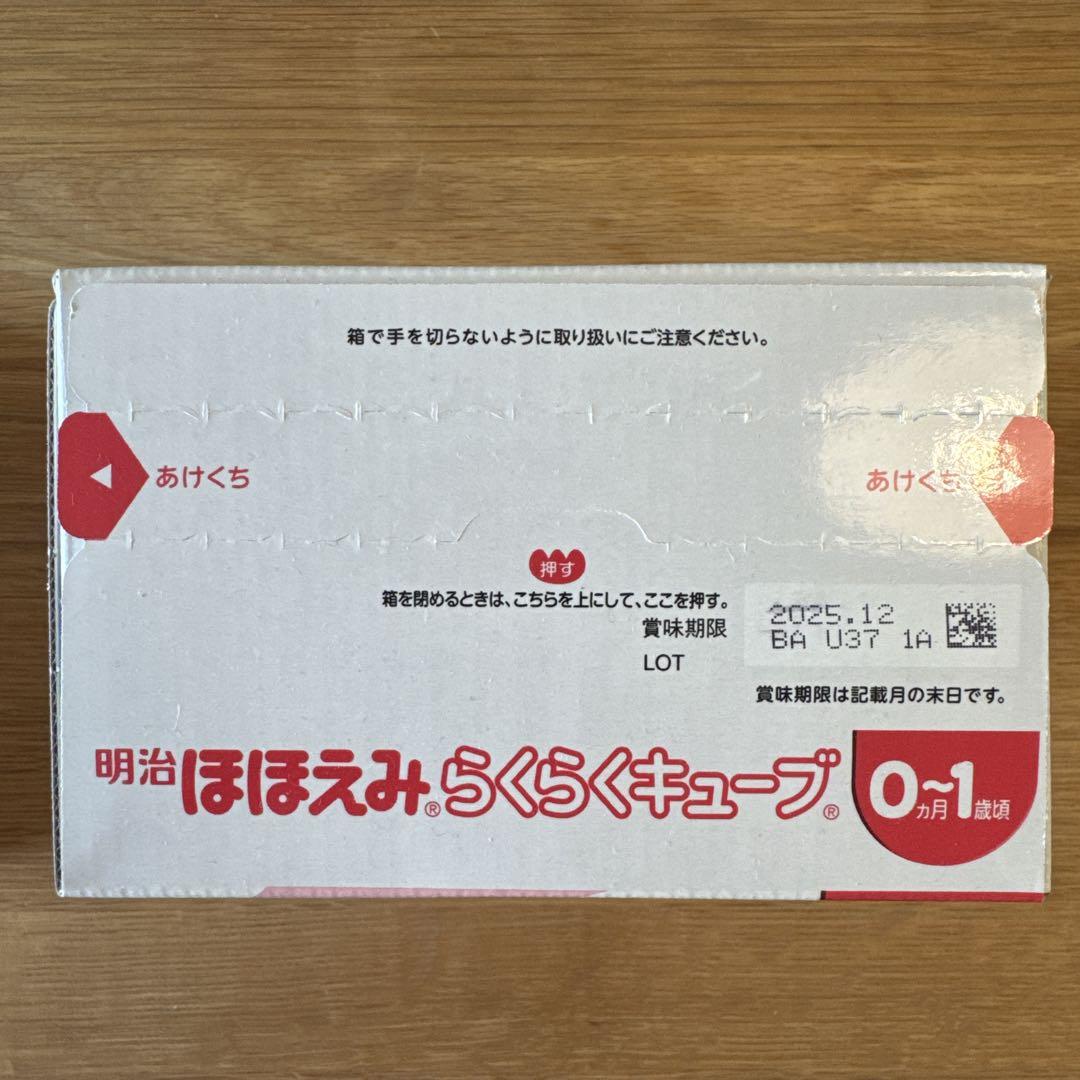 箱で手を切らないように取り扱いにご注意ください。
あけくち
あけくち
押す
箱を閉めるときは、こちらを上にして、ここを押す。
賞味期限
2025.12
LOT
BA U37 1A
賞味期限は記載月の末日です。
明治ほほえみ®らくらくキューブ®
0ヵ月~1歳頃